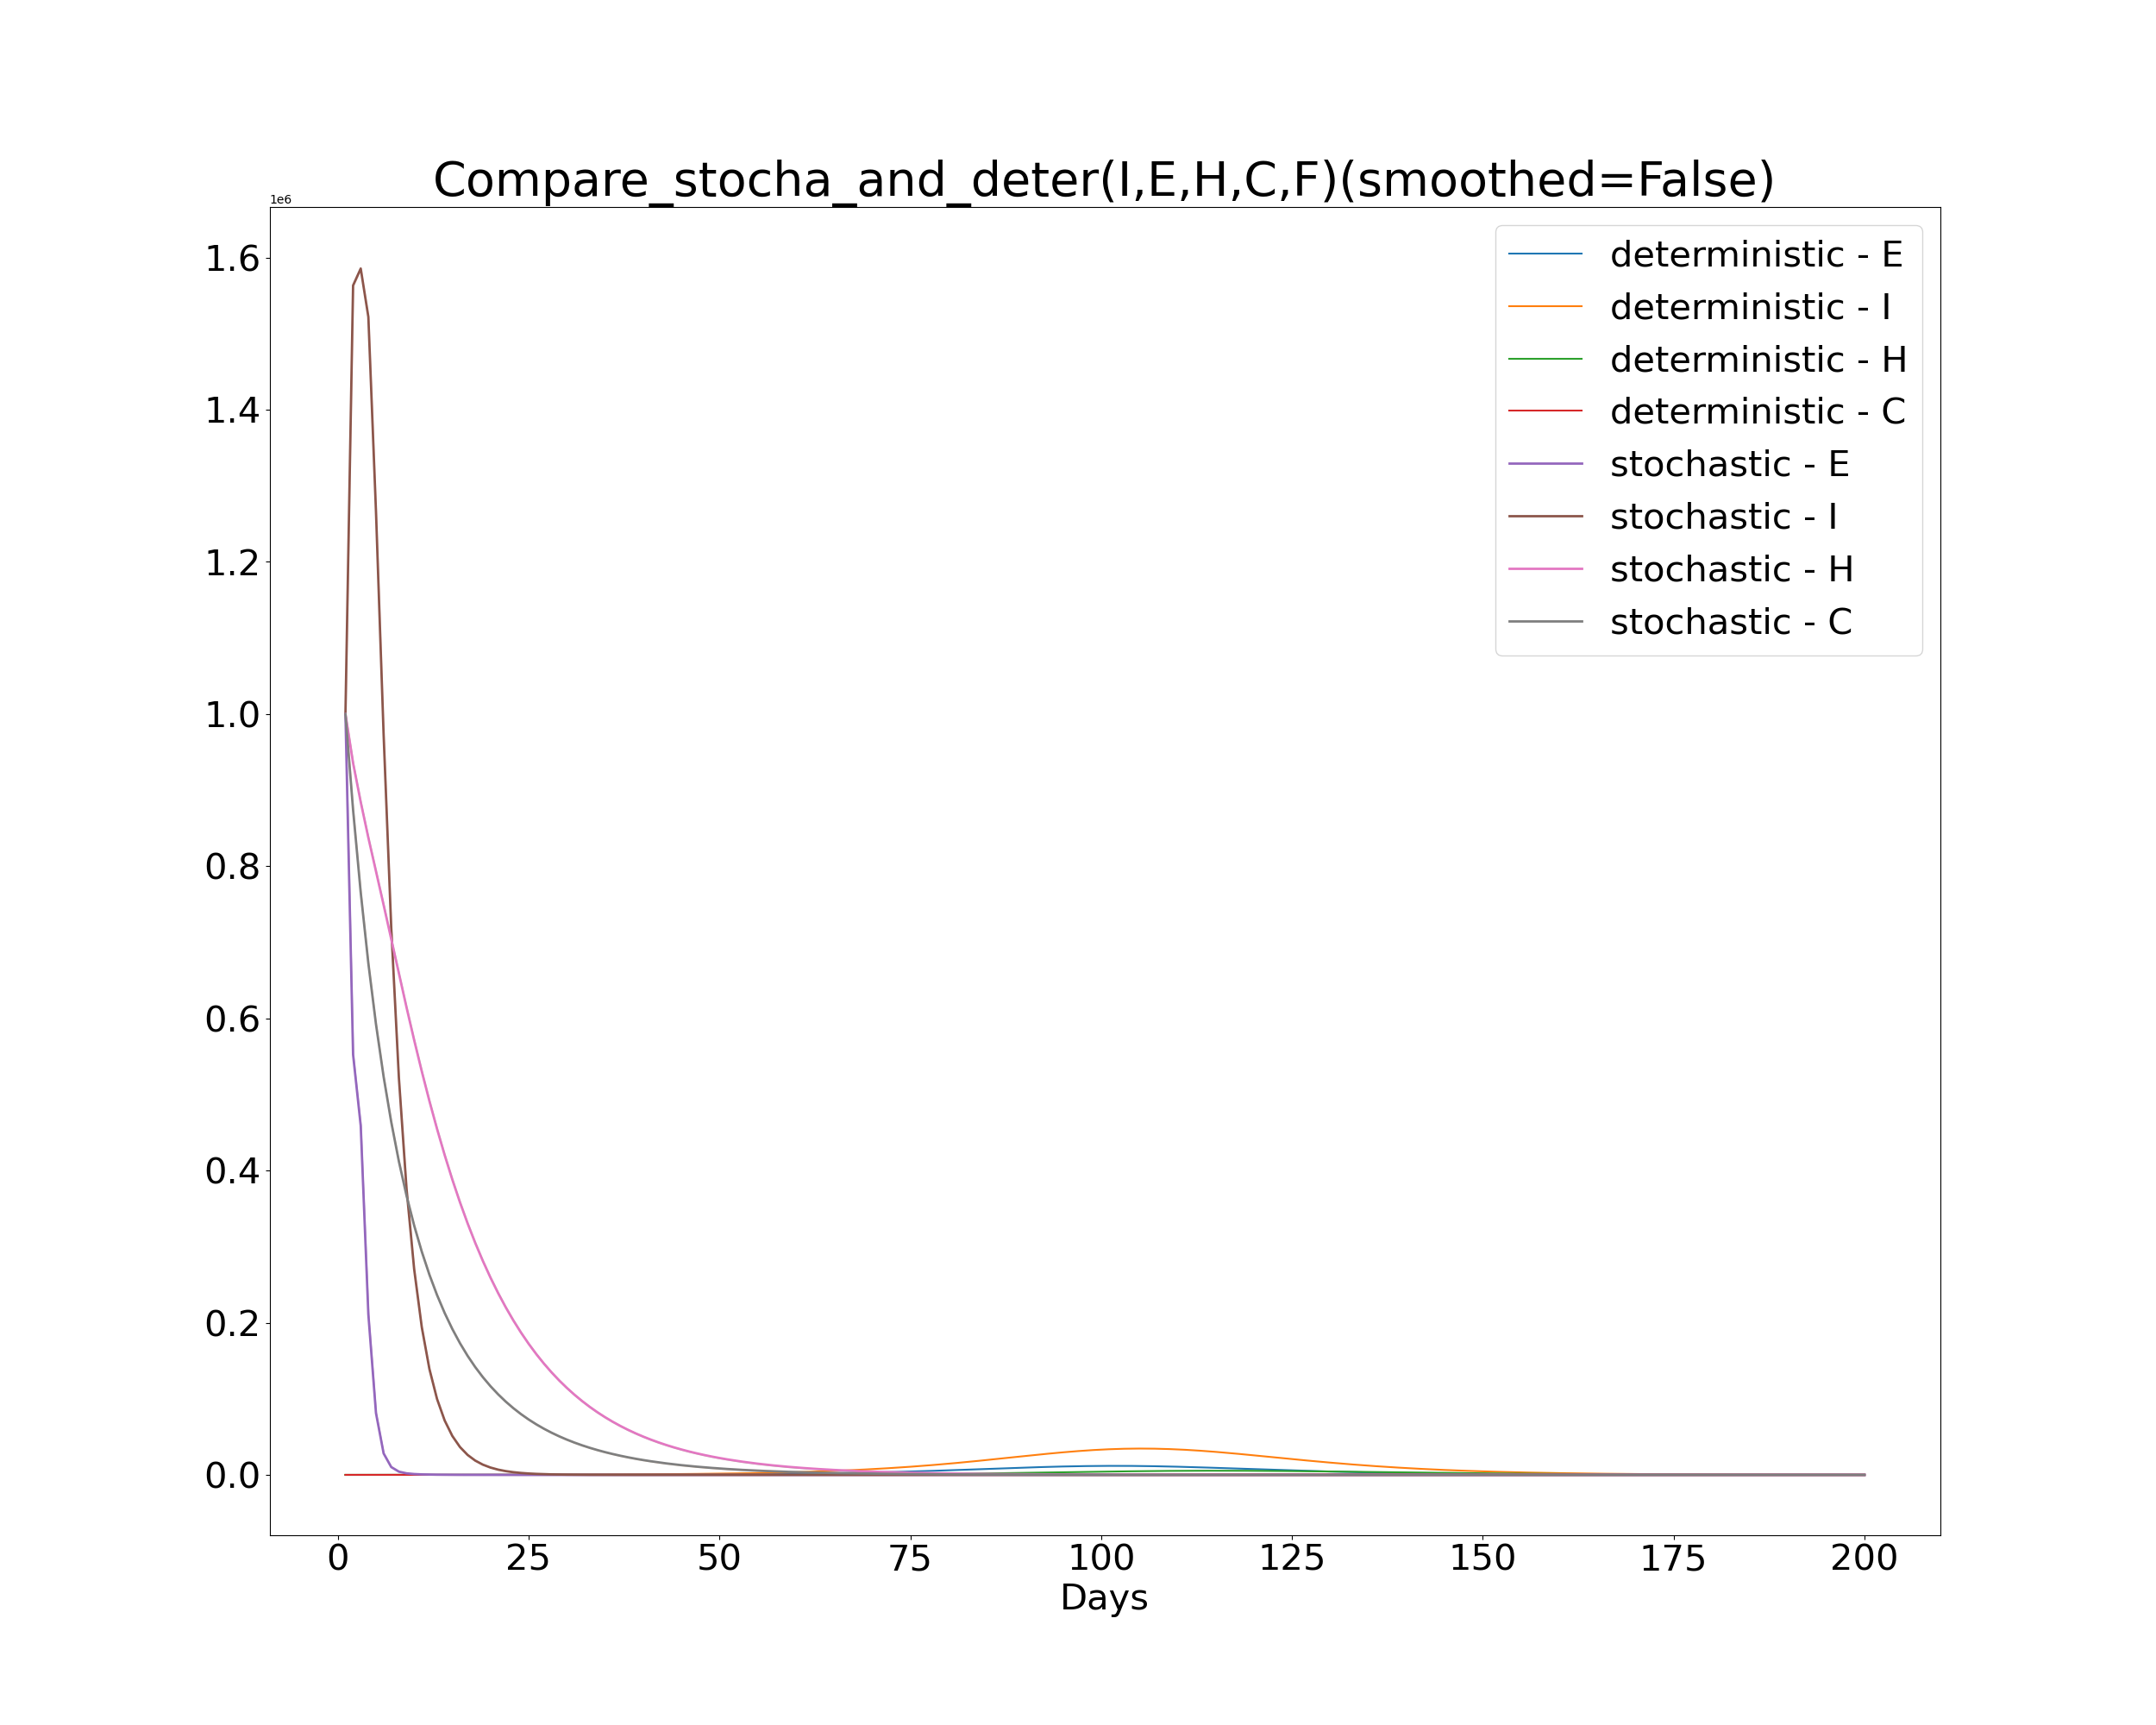 Compare_stocha_and_deter(I,E,H,C,F)(smoothed=False)
1e6
1.6
1.4
1.2
1.0
0.8
0.6
0.4
0.2
0.0
deterministic - E
deterministic - I
deterministic - H
deterministic - C
stochastic - E
stochastic - I
stochastic - H
stochastic - C
0 25 50 75 100 125 150 175 200
Days